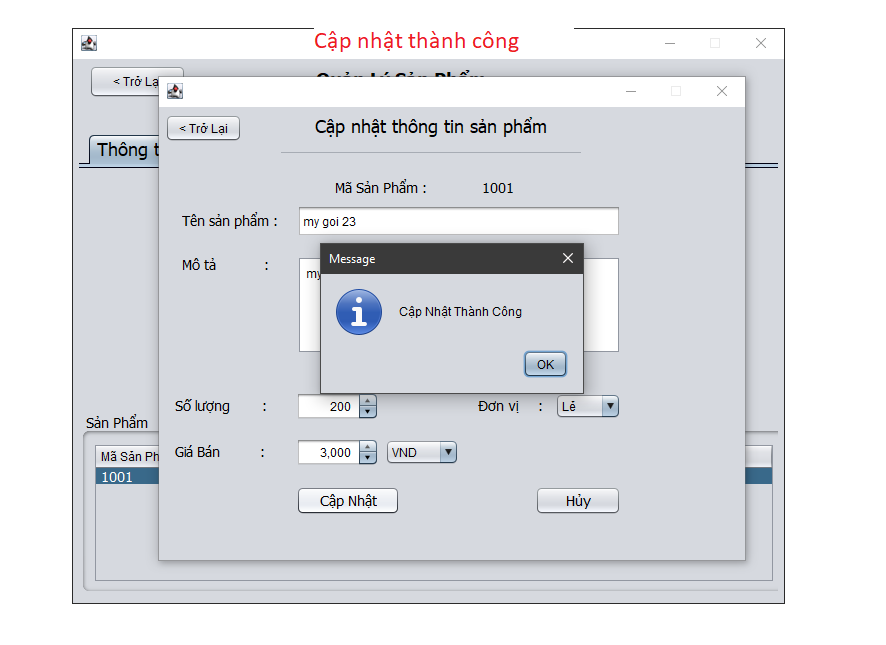 Cập nhật thành công
< Trở Lạ
Quản Lý Sản Phẩm
< Trở Lại
Cập nhật thông tin sản phẩm
Thông t
Mã Sản Phẩm : 1001
Tên sản phẩm : my goi 23
Mô tả : my
Message
Cập Nhật Thành Công
OK
Số lượng : 200 Đơn vị : Lẻ
Sản Phẩm
Giá Bán : 3,000 VND
Mã Sản Ph
1001
Cập Nhật Hủy